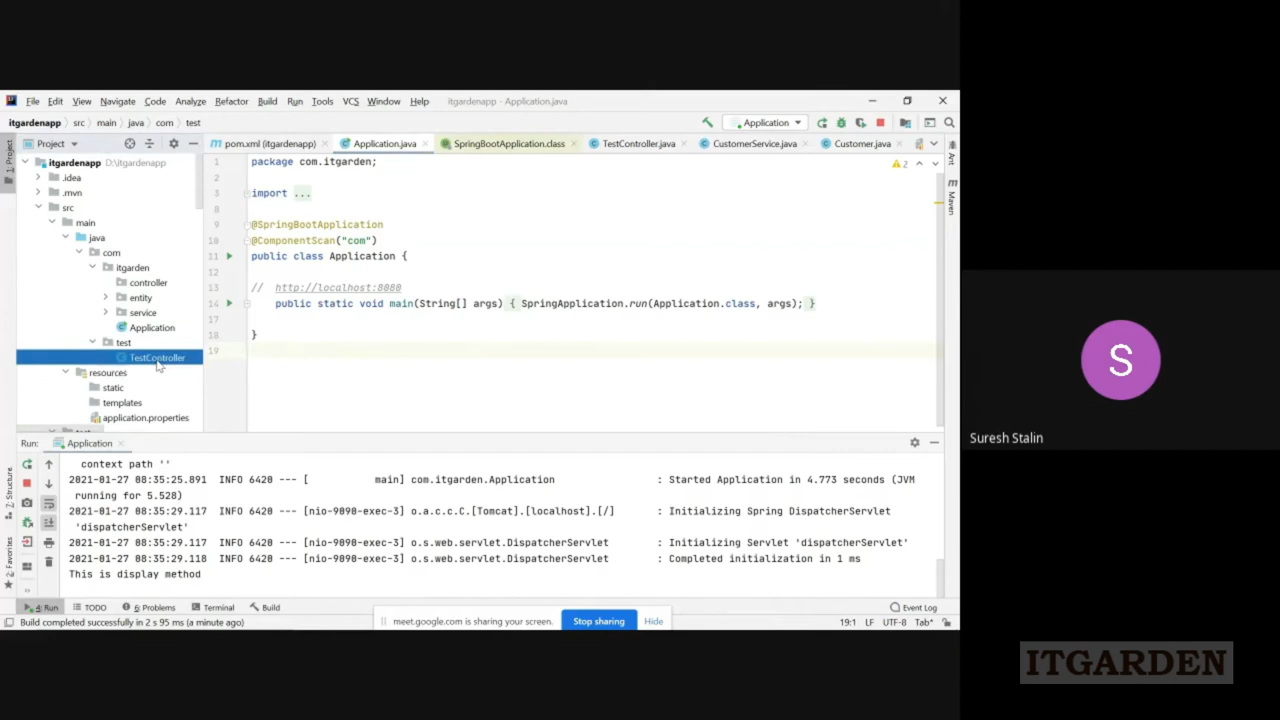 File Edit View Navigate Code Analyze Refactor Build Run Tools VCS Window Help itgardenapp - Application.java
itgardenapp src main java com test Application
Project pom.xml (itgardenapp) Application.java SpringBootApplication.class TestController.java CustomerService.java Customer.java
1: Project
Ant
Maven
itgardenapp D:\itgardenapp
.idea
.mvn
src
main
java
com
itgarden
controller
entity
service
Application
test
TestController
resources
static
templates
application.properties
1 package com.itgarden;
2
3 import ...
8
9 @SpringBootApplication
10 @ComponentScan("com")
11 public class Application {
12
13 // http://localhost:8080
14 public static void main(String[] args) { SpringApplication.run(Application.class, args); }
17
18 }
19
2
Run: Application
context path ''
2021-01-27 08:35:25.891 INFO 6420 --- [ main] com.itgarden.Application : Started Application in 4.773 seconds (JVM
running for 5.528)
2021-01-27 08:35:29.117 INFO 6420 --- [nio-9090-exec-3] o.a.c.c.C.[Tomcat].[localhost].[/] : Initializing Spring DispatcherServlet
'dispatcherServlet'
2021-01-27 08:35:29.117 INFO 6420 --- [nio-9090-exec-3] o.s.web.servlet.DispatcherServlet : Initializing Servlet 'dispatcherServlet'
2021-01-27 08:35:29.118 INFO 6420 --- [nio-9090-exec-3] o.s.web.servlet.DispatcherServlet : Completed initialization in 1 ms
This is display method
7: Structure
2: Favorites
4: Run TODO 6: Problems Terminal Build Event Log
Build completed successfully in 2 s 95 ms (a minute ago) 19:1 LF UTF-8 Tab*
meet.google.com is sharing your screen. Stop sharing Hide
S
Suresh Stalin
ITGARDEN